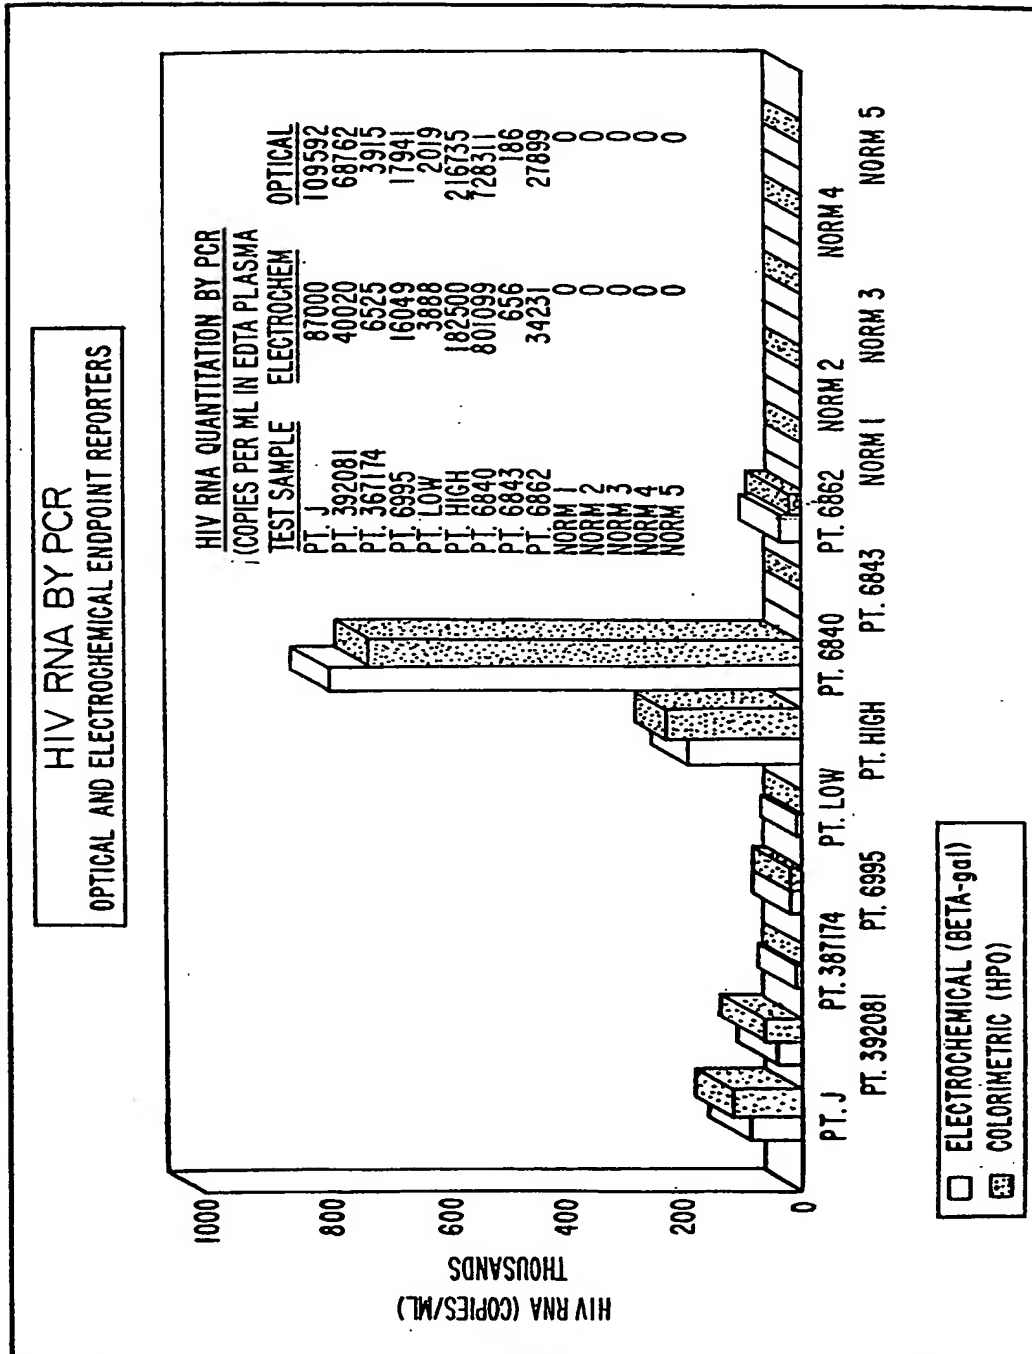 HIV RNA BY PCR
OPTICAL AND ELECTROCHEMICAL ENDPOINT REPORTERS
HIV RNA QUANTITATION BY PCR
(COPIES PER ML IN EDTA PLASMA
TEST SAMPLE ELECTROCHEM OPTICAL
PT. J 87000 109592
PT. 392081 40020 68762
PT. 367174 6525 3915
PT. 6995 16049 17941
PT. LOW 3888 2019
PT. HIGH 182500 216735
PT. 6840 801099 728311
PT. 6843 656 186
PT. 6862 34231 27899
NORM 1 0 0
NORM 2 0 0
NORM 3 0 0
NORM 4 0 0
NORM 5 0 0
HIV RNA (COPIES/ML)
THOUSANDS
1000
800
600
400
200
0
PT. J
PT. 392081
PT. 387174
PT. 6995
PT. LOW
PT. HIGH
PT. 6840
PT. 6843
PT. 6862
NORM 1
NORM 2
NORM 3
NORM 4
NORM 5
ELECTROCHEMICAL (BETA-gal)
COLORIMETRIC (HPO)